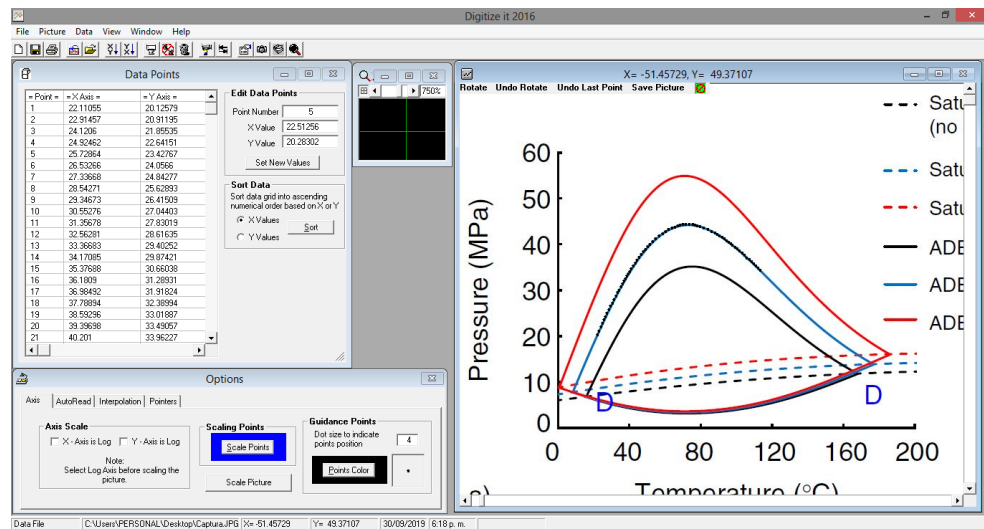 Digitize it 2016
File Picture Data View Window Help
Data Points
= Point = = X Axis = = Y Axis =
1 22.11055 20.12579
2 22.91457 20.91195
3 24.1206 21.85535
4 24.92462 22.64151
5 25.72864 23.42767
6 26.53266 24.0566
7 27.33668 24.84277
8 28.54271 25.62893
9 29.34673 26.41509
10 30.55276 27.04403
11 31.35678 27.83019
12 32.56281 28.61635
13 33.36683 29.40252
14 34.17085 29.87421
15 35.37688 30.66038
16 36.1809 31.28931
17 36.98492 31.91824
18 37.78894 32.38994
19 38.59296 33.01887
20 39.39698 33.49057
21 40.201 33.96227
Edit Data Points
Point Number 5
X Value 22.51256
Y Value 20.28302
Set New Values
Sort Data
Sort data grid into ascending
numerical order based on X or Y
X Values
Y Values
Sort
750%
X= -51.45729, Y= 49.37107
Rotate Undo Rotate Undo Last Point Save Picture
Satu
(no
Satu
Satu
ADE
ADE
ADE
Pressure (MPa)
60
50
40
30
20
10
0
D
D
0 40 80 120 160 200
Temperature (°C)
Options
Axis AutoRead Interpolation Pointers
Axis Scale
X - Axis is Log Y - Axis is Log
Note:
Select Log Axis before scaling the
picture.
Scaling Points
Scale Points
Scale Picture
Guidance Points
Dot size to indicate
points position
4
Points Color
Data File C:\Users\PERSONAL\Desktop\Captura.JPG X= -51.45729 Y= 49.37107 30/09/2019 6:18 p. m.